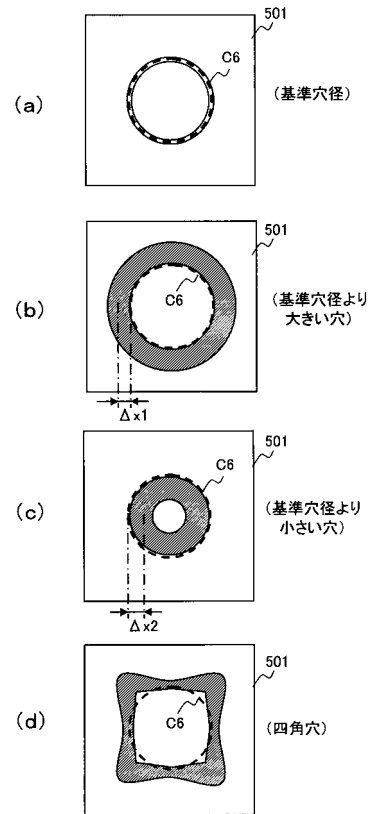 501
C6
(a)
(基準穴径)
501
C6
(b)
(基準穴径より
大きい穴)
Δx1
501
C6
(c)
(基準穴径より
小さい穴)
Δx2
501
C6
(d)
(四角穴)